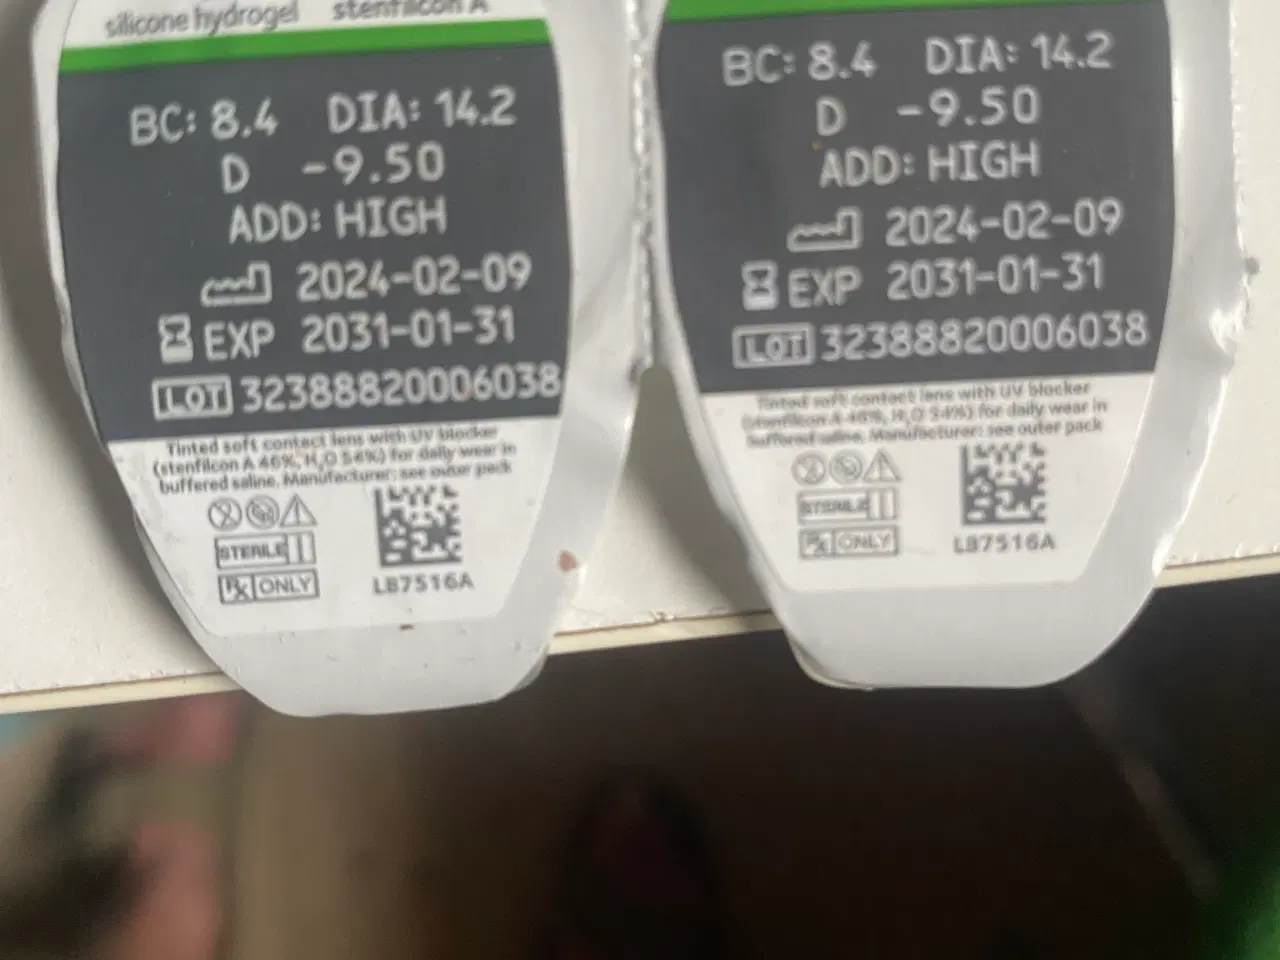 silicone hydrogel stenfilcon A
BC: 8.4 DIA: 14.2
D -9.50
ADD: HIGH
2024-02-09
EXP 2031-01-31
LOT 32388820006038
Tinted soft contact lens with UV blocker
(stenfilcon A 46%, H₂O 54%) for daily wear in
buffered saline. Manufacturer: see outer pack
STERILE
Rx ONLY
L87516A
BC: 8.4 DIA: 14.2
D -9.50
ADD: HIGH
2024-02-09
EXP 2031-01-31
LOT 32388820006038
Tinted soft contact lens with UV blocker
(stenfilcon A 46%, H₂O 54%) for daily wear in
buffered saline. Manufacturer: see outer pack
STERILE
Rx ONLY
L87516A